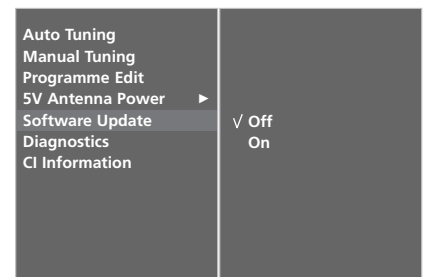 Auto Tuning
Manual Tuning
Programme Edit
5V Antenna Power ►
Software Update
Diagnostics
CI Information
√ Off
On